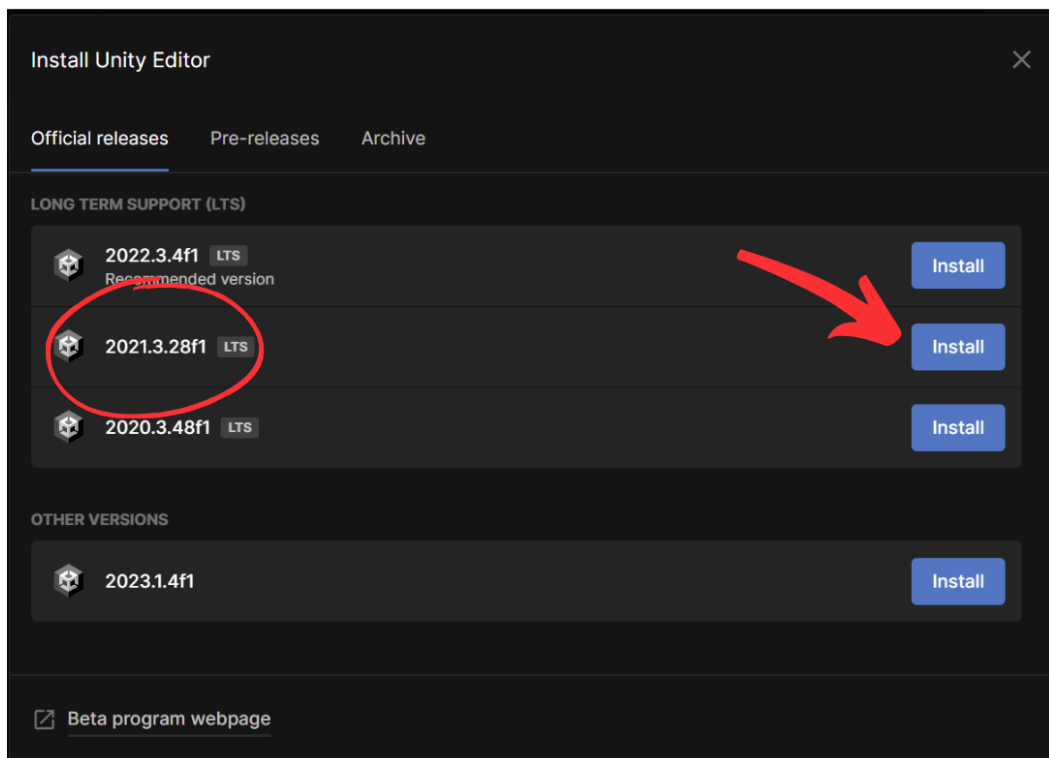 Install Unity Editor
Official releases Pre-releases Archive
LONG TERM SUPPORT (LTS)
2022.3.4f1 LTS Install
Recommended version
2021.3.28f1 LTS Install
2020.3.48f1 LTS Install
OTHER VERSIONS
2023.1.4f1 Install
Beta program webpage